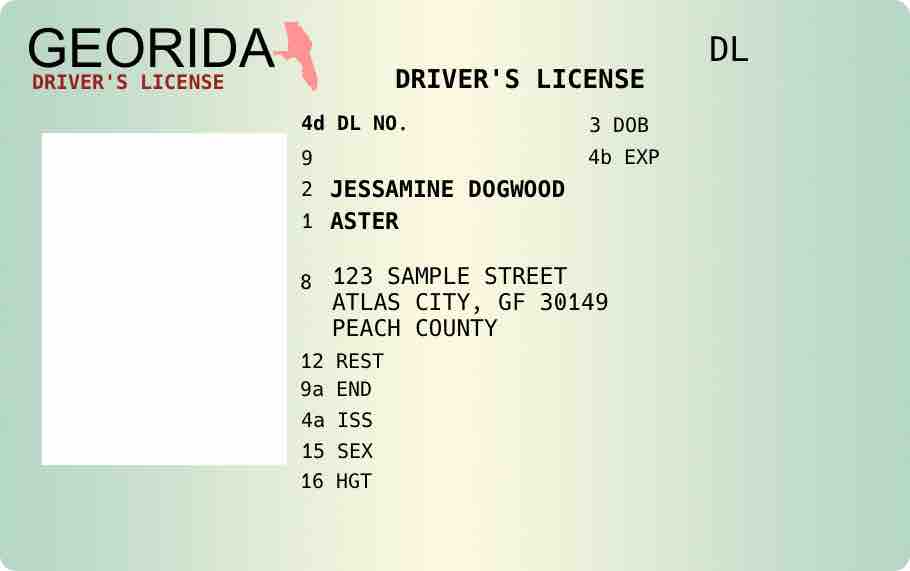 GEORIDA
DRIVER'S LICENSE
DL
DRIVER'S LICENSE
4d DL NO.
3 DOB
9
4b EXP
2 JESSAMINE DOGWOOD
1 ASTER
8 123 SAMPLE STREET
ATLAS CITY, GF 30149
PEACH COUNTY
12 REST
9a END
4a ISS
15 SEX
16 HGT